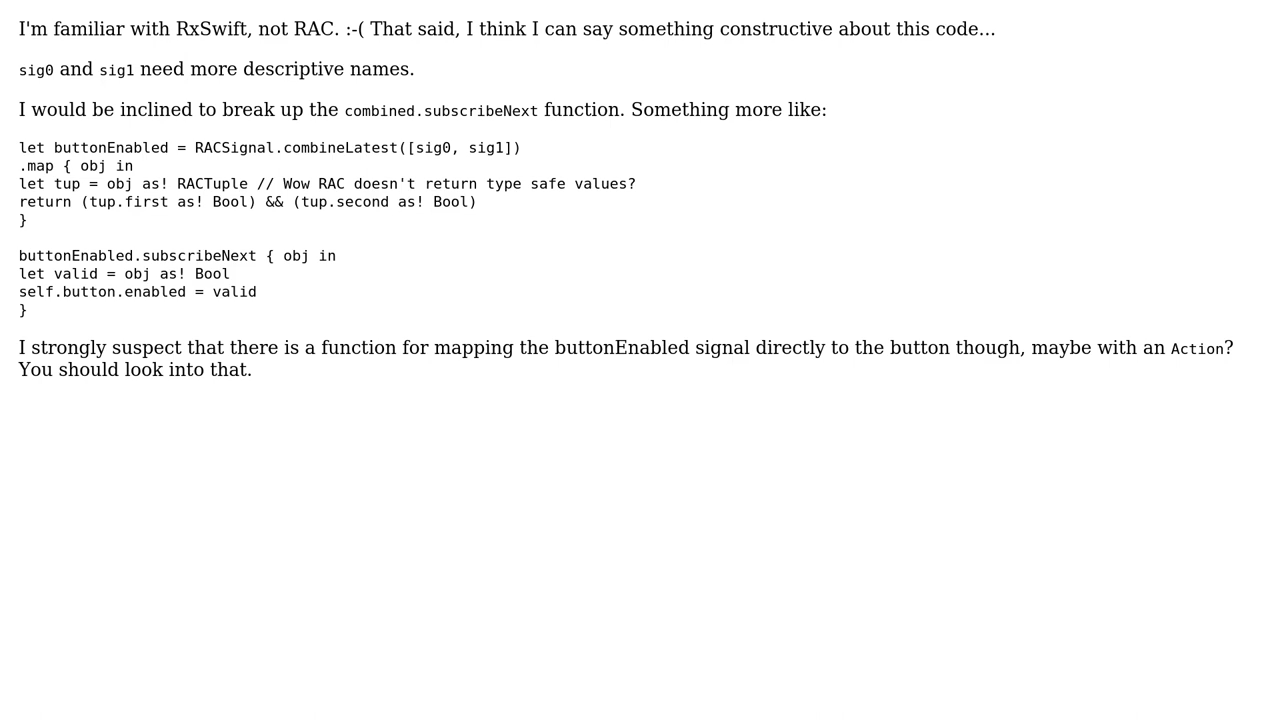 I'm familiar with RxSwift, not RAC. :-( That said, I think I can say something constructive about this code...
sig0 and sig1 need more descriptive names.
I would be inclined to break up the combined.subscribeNext function. Something more like:
let buttonEnabled = RACSignal.combineLatest([sig0, sig1])
.map { obj in
let tup = obj as! RACTuple // Wow RAC doesn't return type safe values?
return (tup.first as! Bool) && (tup.second as! Bool)
}
buttonEnabled.subscribeNext { obj in
let valid = obj as! Bool
self.button.enabled = valid
}
I strongly suspect that there is a function for mapping the buttonEnabled signal directly to the button though, maybe with an Action?
You should look into that.